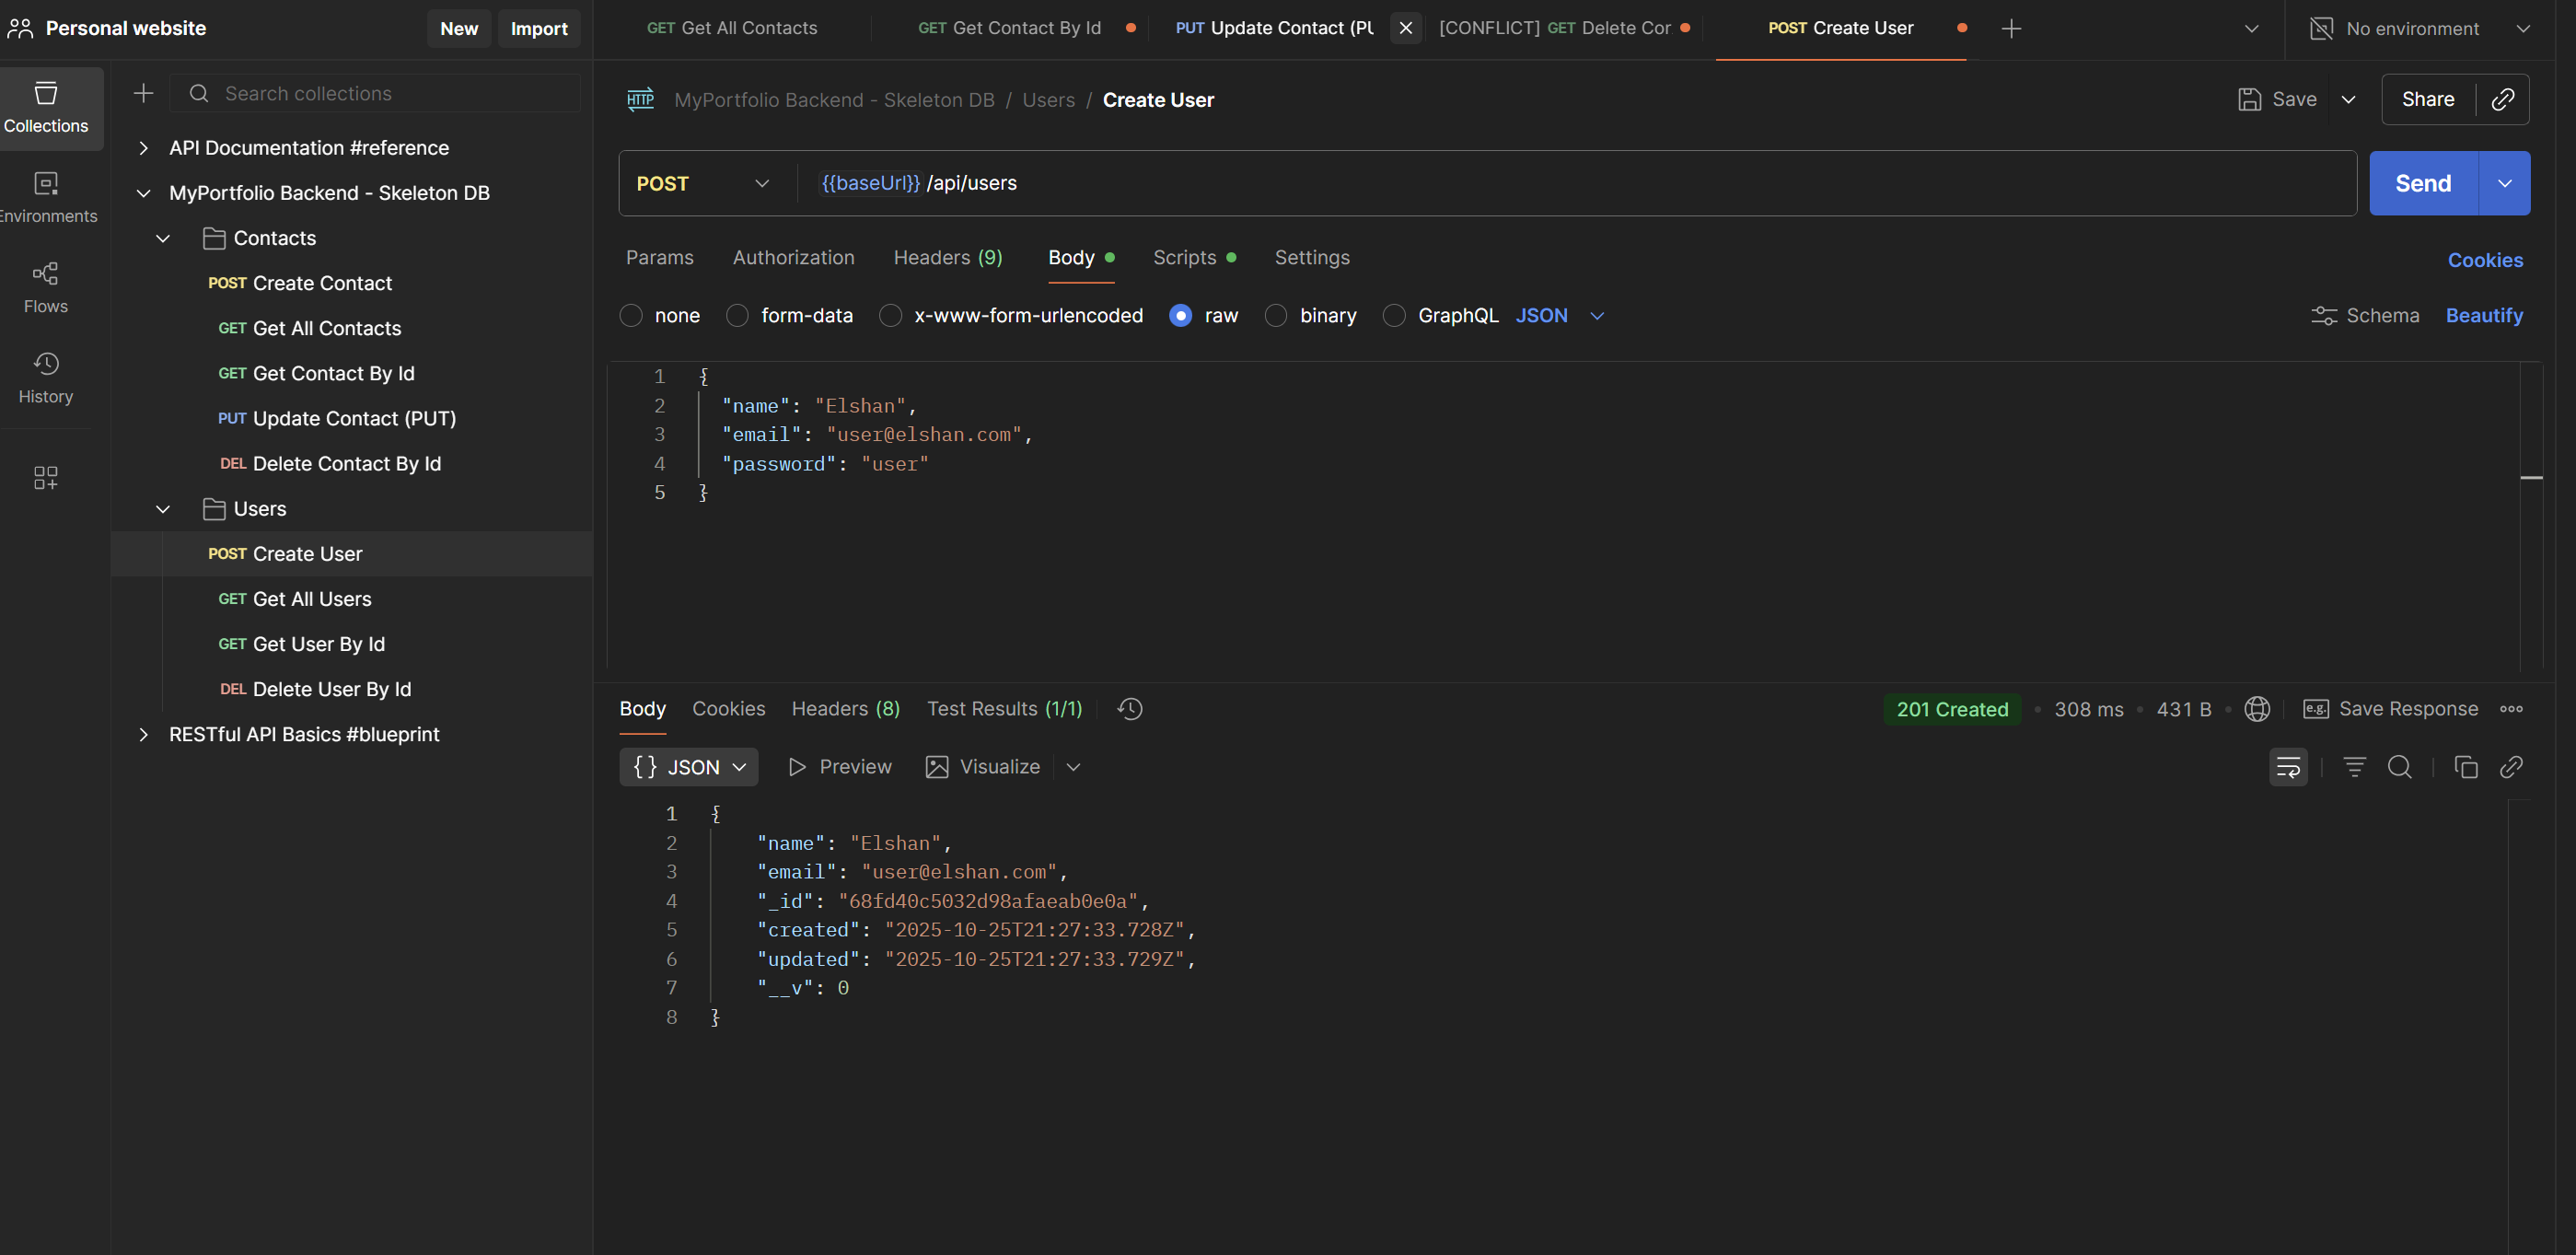 Personal website
New
Import
GET Get All Contacts
GET Get Contact By Id
PUT Update Contact (PU
[CONFLICT] GET Delete Cor
POST Create User
No environment
Collections
Environments
Flows
History
Search collections
API Documentation #reference
MyPortfolio Backend - Skeleton DB
Contacts
POST Create Contact
GET Get All Contacts
GET Get Contact By Id
PUT Update Contact (PUT)
DEL Delete Contact By Id
Users
POST Create User
GET Get All Users
GET Get User By Id
DEL Delete User By Id
RESTful API Basics #blueprint
HTTP MyPortfolio Backend - Skeleton DB / Users / Create User
Save
Share
POST
{{baseUrl}} /api/users
Send
Params
Authorization
Headers (9)
Body
Scripts
Settings
Cookies
none
form-data
x-www-form-urlencoded
raw
binary
GraphQL
JSON
Schema
Beautify
1 {
2 "name": "Elshan",
3 "email": "user@elshan.com",
4 "password": "user"
5 }
Body
Cookies
Headers (8)
Test Results (1/1)
201 Created
308 ms
431 B
e.g. Save Response
{} JSON
Preview
Visualize
1 {
2 "name": "Elshan",
3 "email": "user@elshan.com",
4 "_id": "68fd40c5032d98afaeab0e0a",
5 "created": "2025-10-25T21:27:33.728Z",
6 "updated": "2025-10-25T21:27:33.729Z",
7 "__v": 0
8 }